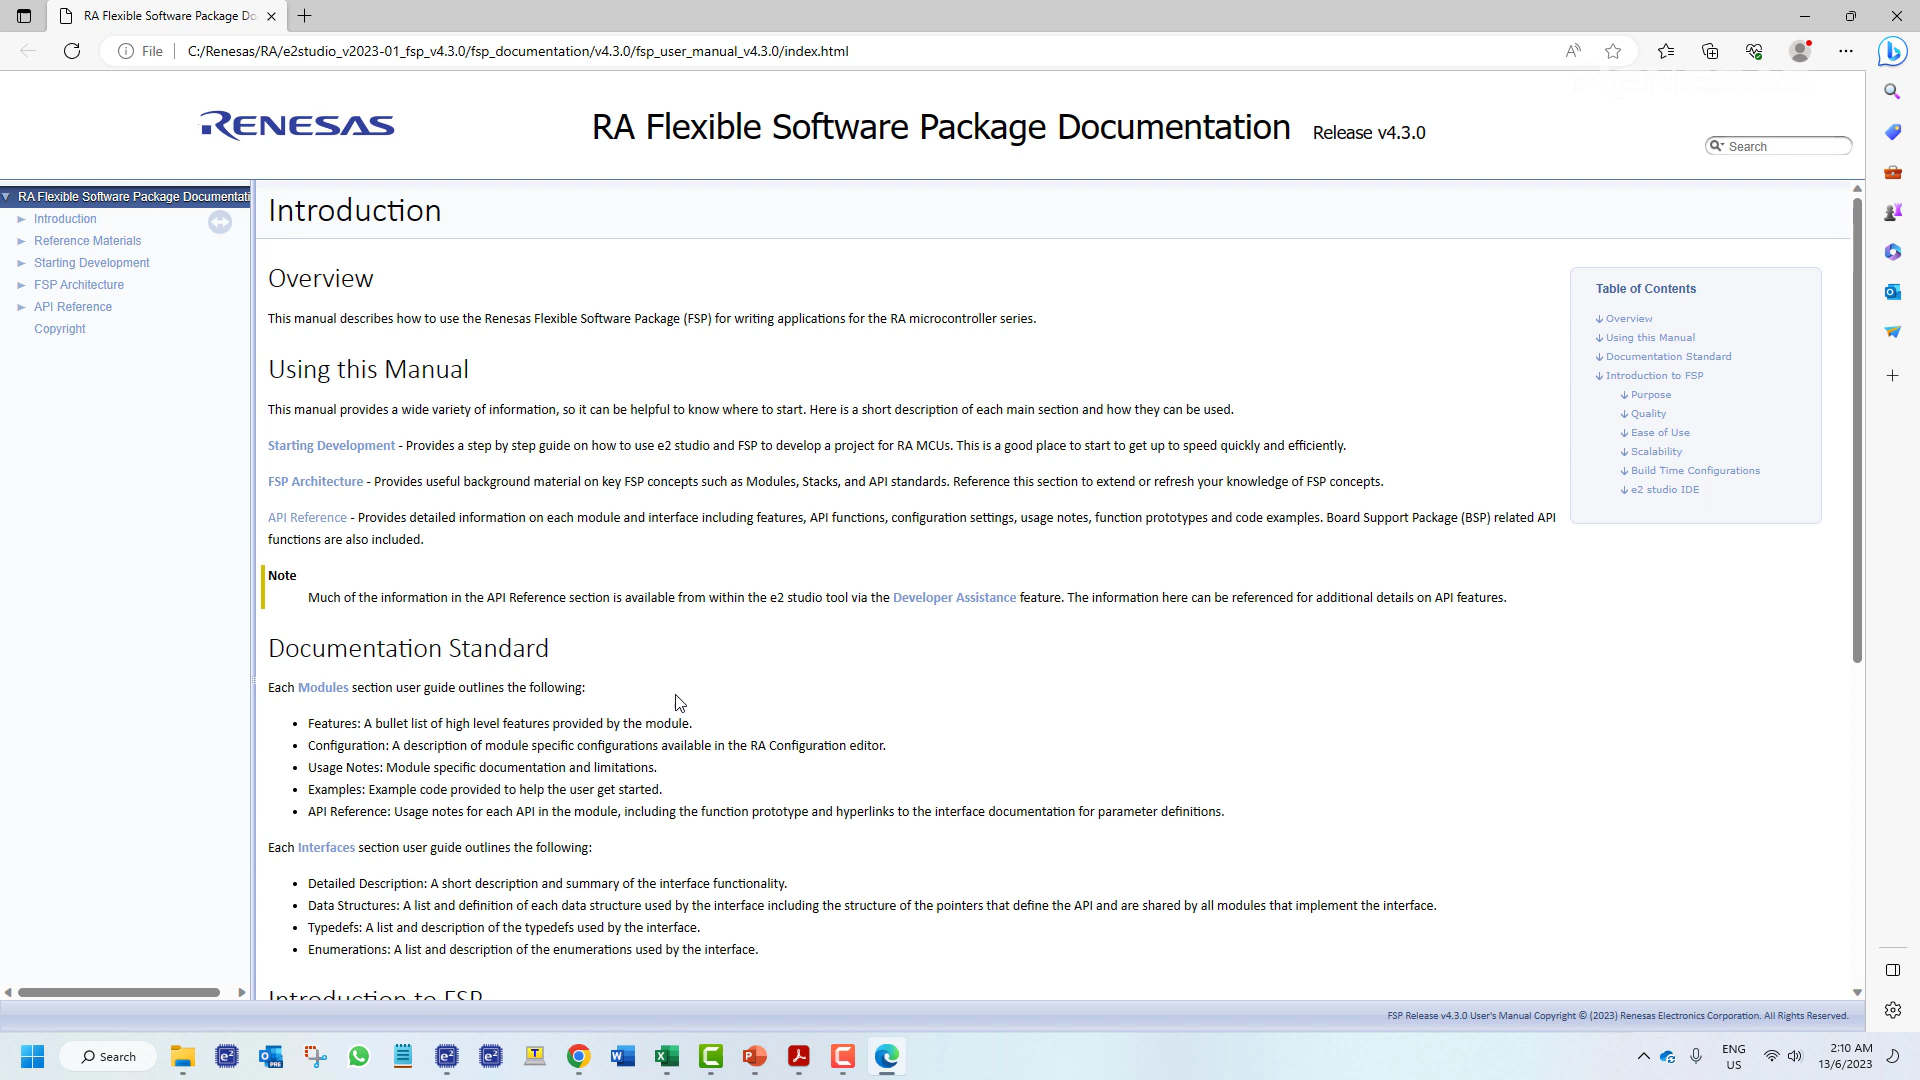 RA Flexible Software Package Do
File
C:/Renesas/RA/e2studio_v2023-01_fsp_v4.3.0/fsp_documentation/v4.3.0/fsp_user_manual_v4.3.0/index.html
RENESAS
RA Flexible Software Package Documentation Release v4.3.0
Search
RA Flexible Software Package Documentati
Introduction
Reference Materials
Starting Development
FSP Architecture
API Reference
Copyright
Introduction
Overview
This manual describes how to use the Renesas Flexible Software Package (FSP) for writing applications for the RA microcontroller series.
Using this Manual
This manual provides a wide variety of information, so it can be helpful to know where to start. Here is a short description of each main section and how they can be used.
Starting Development - Provides a step by step guide on how to use e2 studio and FSP to develop a project for RA MCUs. This is a good place to start to get up to speed quickly and efficiently.
FSP Architecture - Provides useful background material on key FSP concepts such as Modules, Stacks, and API standards. Reference this section to extend or refresh your knowledge of FSP concepts.
API Reference - Provides detailed information on each module and interface including features, API functions, configuration settings, usage notes, function prototypes and code examples. Board Support Package (BSP) related API
functions are also included.
Note
Much of the information in the API Reference section is available from within the e2 studio tool via the Developer Assistance feature. The information here can be referenced for additional details on API features.
Documentation Standard
Each Modules section user guide outlines the following:
• Features: A bullet list of high level features provided by the module.
• Configuration: A description of module specific configurations available in the RA Configuration editor.
• Usage Notes: Module specific documentation and limitations.
• Examples: Example code provided to help the user get started.
• API Reference: Usage notes for each API in the module, including the function prototype and hyperlinks to the interface documentation for parameter definitions.
Each Interfaces section user guide outlines the following:
• Detailed Description: A short description and summary of the interface functionality.
• Data Structures: A list and definition of each data structure used by the interface including the structure of the pointers that define the API and are shared by all modules that implement the interface.
• Typedefs: A list and description of the typedefs used by the interface.
• Enumerations: A list and description of the enumerations used by the interface.
Introduction to FSP
Table of Contents
↓ Overview
↓ Using this Manual
↓ Documentation Standard
↓ Introduction to FSP
↓ Purpose
↓ Quality
↓ Ease of Use
↓ Scalability
↓ Build Time Configurations
↓ e2 studio IDE
FSP Release v4.3.0 User's Manual Copyright © (2023) Renesas Electronics Corporation. All Rights Reserved.
Search
ENG
US
2:10 AM
13/6/2023